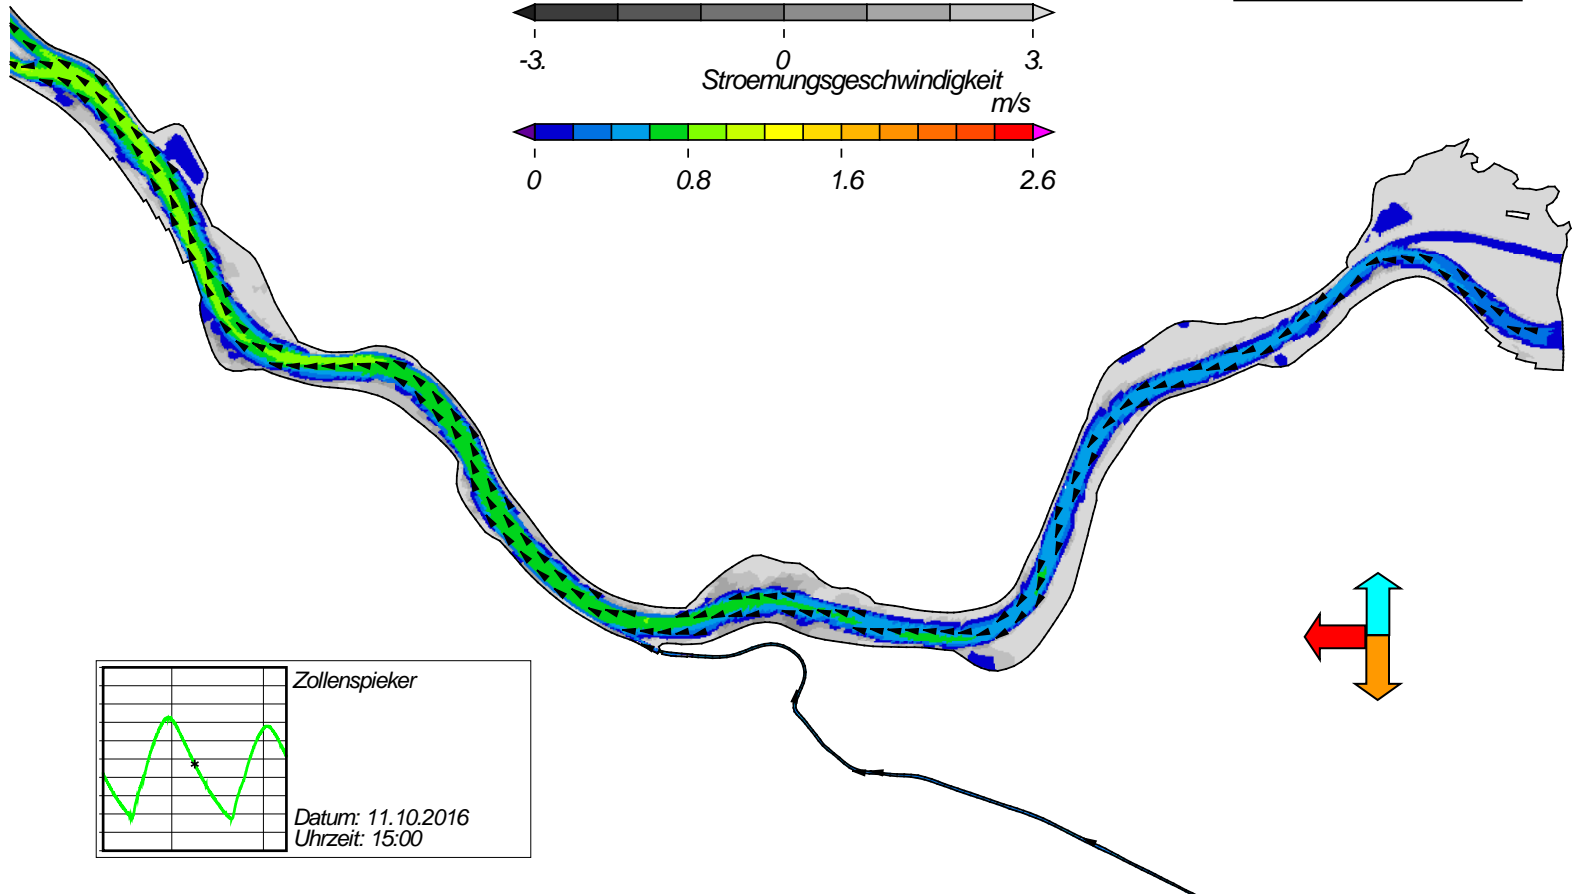 -3. 0 3.
Stroemungsgeschwindigkeit
m/s
0 0.8 1.6 2.6
Zollenspieker
Datum: 11.10.2016
Uhrzeit: 15:00